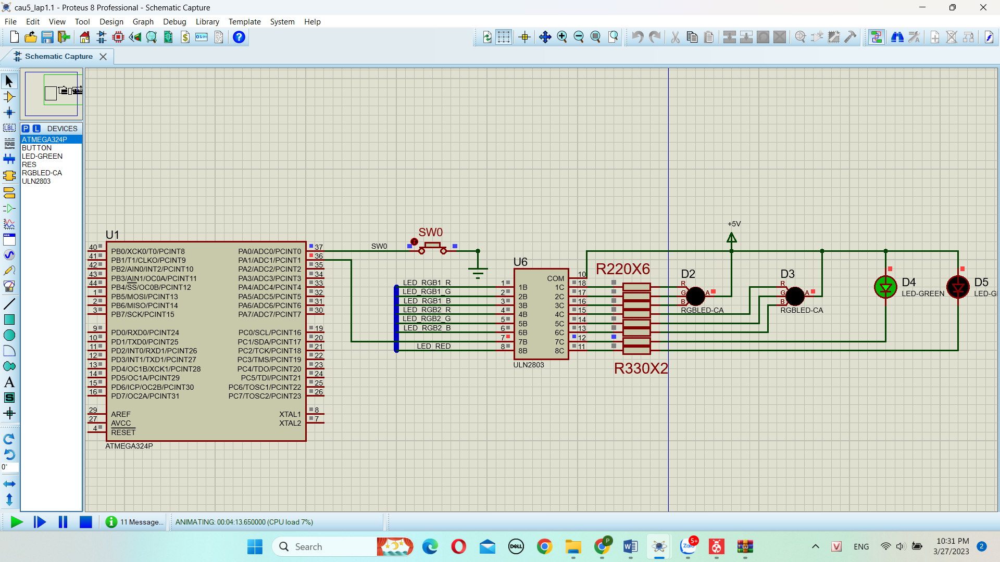 cau5_lap1.1 - Proteus 8 Professional - Schematic Capture
File Edit View Tool Design Graph Debug Library Template System Help
Schematic Capture
P L DEVICES
ATMEGA324P
BUTTON
LED-GREEN
RES
RGBLED-CA
ULN2803
LBL
A
S
0°
U1
40 PB0/XCK0/T0/PCINT8
41 PB1/T1/CLKO/PCINT9
42 PB2/AIN0/INT2/PCINT10
43 PB3/AIN1/OC0A/PCINT11
44 PB4/SS/OC0B/PCINT12
1 PB5/MOSI/PCINT13
2 PB6/MISO/PCINT14
3 PB7/SCK/PCINT15
9 PD0/RXD0/PCINT24
10 PD1/TXD0/PCINT25
11 PD2/INT0/RXD1/PCINT26
12 PD3/INT1/TXD1/PCINT27
13 PD4/OC1B/XCK1/PCINT28
14 PD5/OC1A/PCINT29
15 PD6/ICP/OC2B/PCINT30
16 PD7/OC2A/PCINT31
29 AREF
27 AVCC
4 RESET
PA0/ADC0/PCINT0 37
PA1/ADC1/PCINT1 36
PA2/ADC2/PCINT2 35
PA3/ADC3/PCINT3 34
PA4/ADC4/PCINT4 33
PA5/ADC5/PCINT5 32
PA6/ADC6/PCINT6 31
PA7/ADC7/PCINT7 30
PC0/SCL/PCINT16 19
PC1/SDA/PCINT17 20
PC2/TCK/PCINT18 21
PC3/TMS/PCINT19 22
PC4/TDO/PCINT20 23
PC5/TDI/PCINT21 24
PC6/TOSC1/PCINT22 25
PC7/TOSC2/PCINT23 26
XTAL1 8
XTAL2 7
ATMEGA324P
SW0
SW0
LED_RGB1_R
LED_RGB1_G
LED_RGB1_B
LED_RGB2_R
LED_RGB2_G
LED_RGB2_B
LED_RED
U6
COM 10
1 1B 1C 18
2 2B 2C 17
3 3B 3C 16
4 4B 4C 15
5 5B 5C 14
6 6B 6C 13
7 7B 7C 12
8 8B 8C 11
ULN2803
R220X6
R330X2
+5V
D2
R
G A
B
RGBLED-CA
D3
R
G A
B
RGBLED-CA
D4
LED-GREEN
D5
LED-G
11 Message...
ANIMATING: 00:04:13.650000 (CPU load 7%)
Search
DELL
Zalo
5+
P
W
V
ENG
10:31 PM
3/27/2023
2